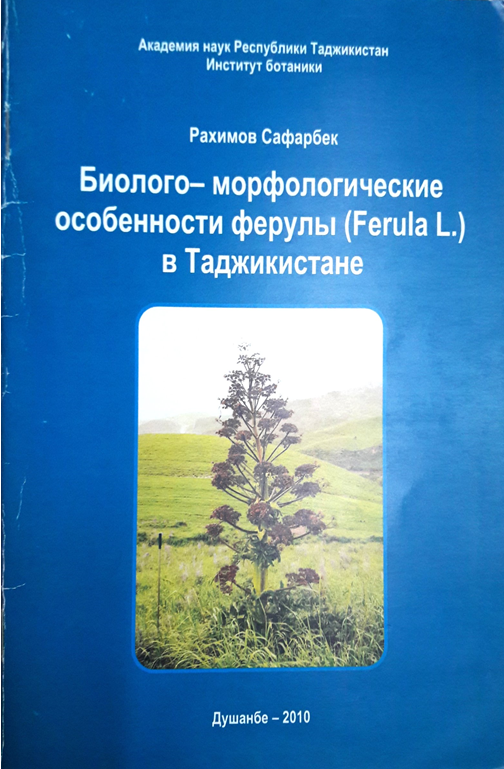 Академия наук Республики Таджикистан
Институт ботаники
Рахимов Сафарбек
Биолого– морфологические
особенности ферулы (Ferula L.)
в Таджикистане
Душанбе – 2010